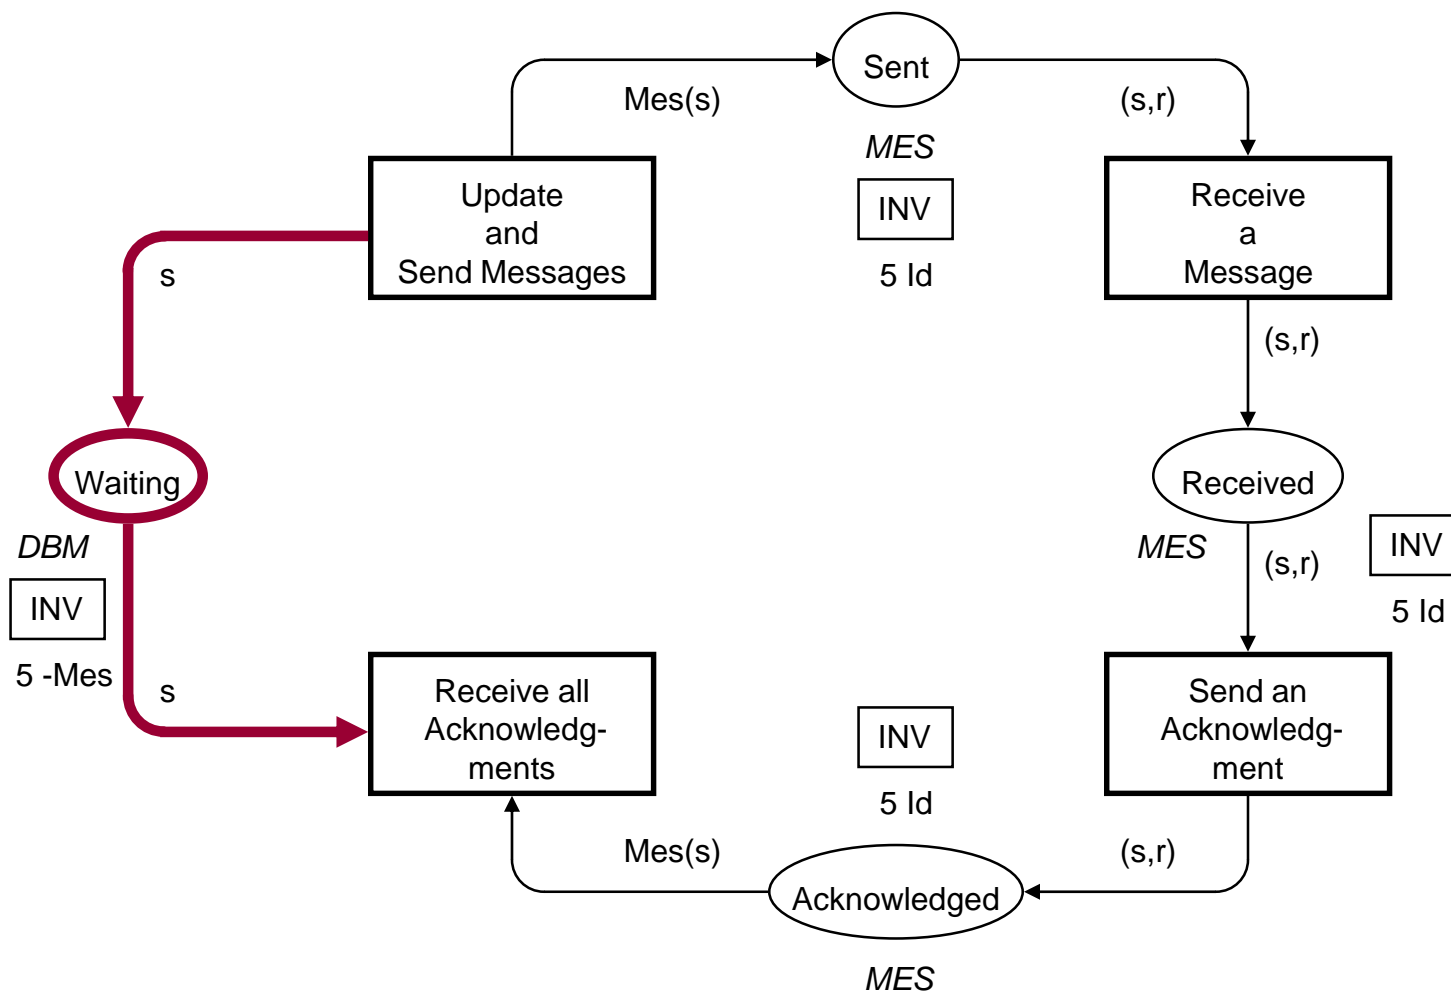 Sent
Mes(s)
(s,r)
MES
INV
5 Id
Update
and
Send Messages
Receive
a
Message
s
(s,r)
Waiting
Received
DBM
MES
(s,r)
INV
5 Id
INV
5 -Mes
s
Receive all
Acknowledg-
ments
INV
5 Id
Send an
Acknowledg-
ment
Mes(s)
(s,r)
Acknowledged
MES